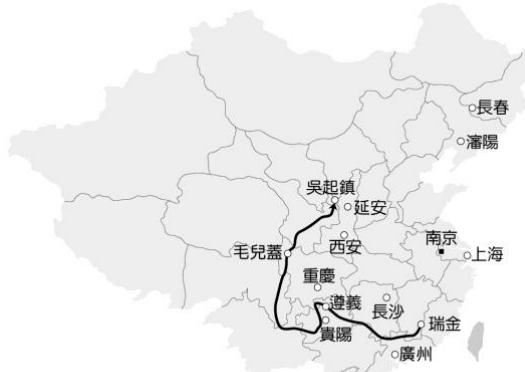 長春
瀋陽
吳起鎮
延安
西安
南京
上海
毛兒蓋
重慶
遵義
長沙
貴陽
瑞金
廣州